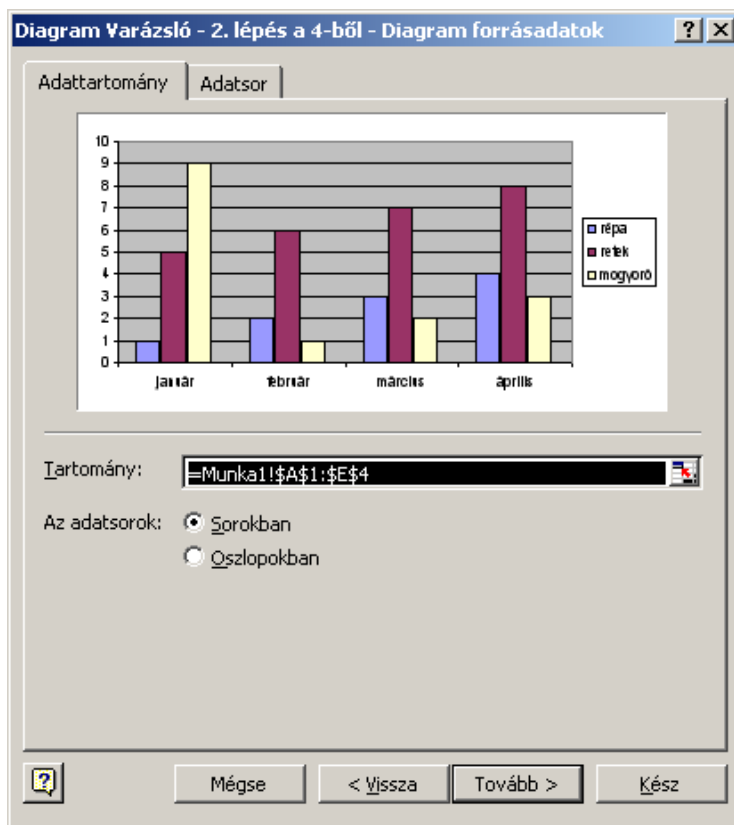 Diagram Varázsló - 2. lépés a 4-ből - Diagram forrásadatok
Adattartomány Adatsor
10
9
8
7
6
5
4
3
2
1
0
január február március április
répa
retek
mogyoró
Tartomány: =Munka1!$A$1:$E$4
Az adatsorok: Sorokban
Oszlopokban
Mégse < Vissza Tovább > Kész